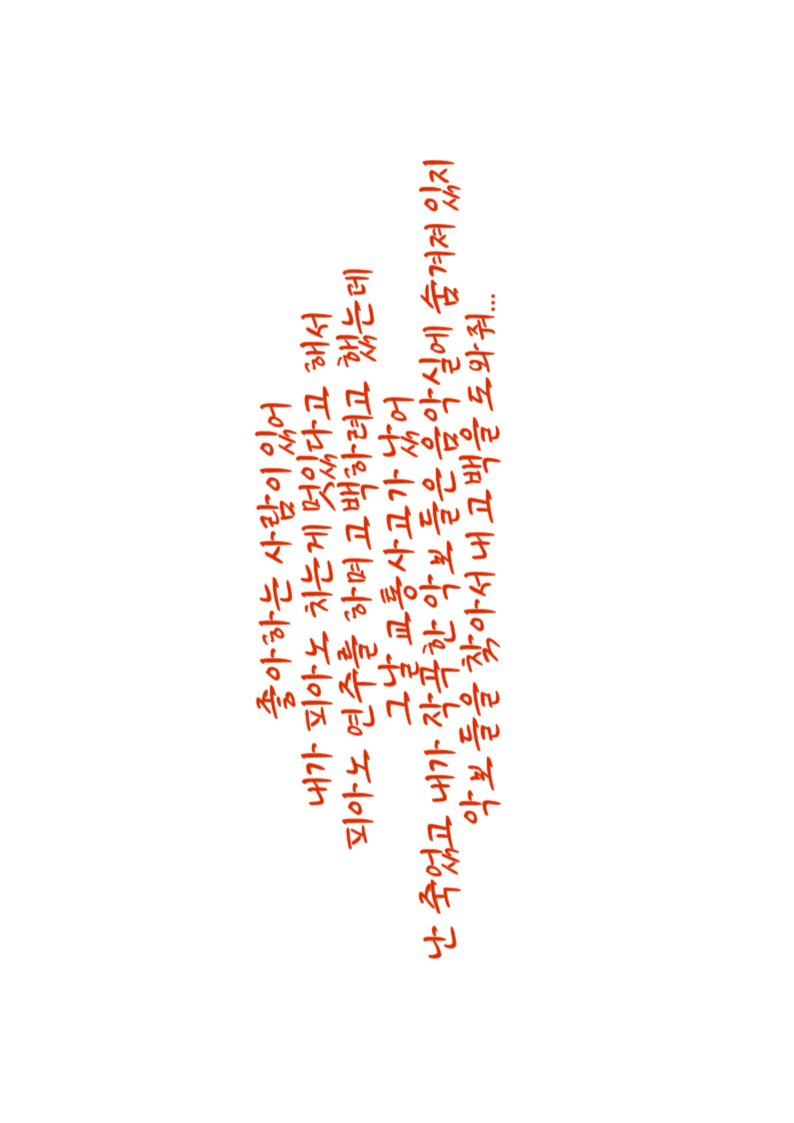 좋아하는 사람이 있어
내가 피아노 치는게 멋있다고 해서
피아노 연주를 하며 고백하려고 했는데
그날 교통사고가 났어
난 죽었고 내가 작곡한 악보들은 음악실에 숨겨져 있지
악보들을 찾아서 내 고백을 도와줘...